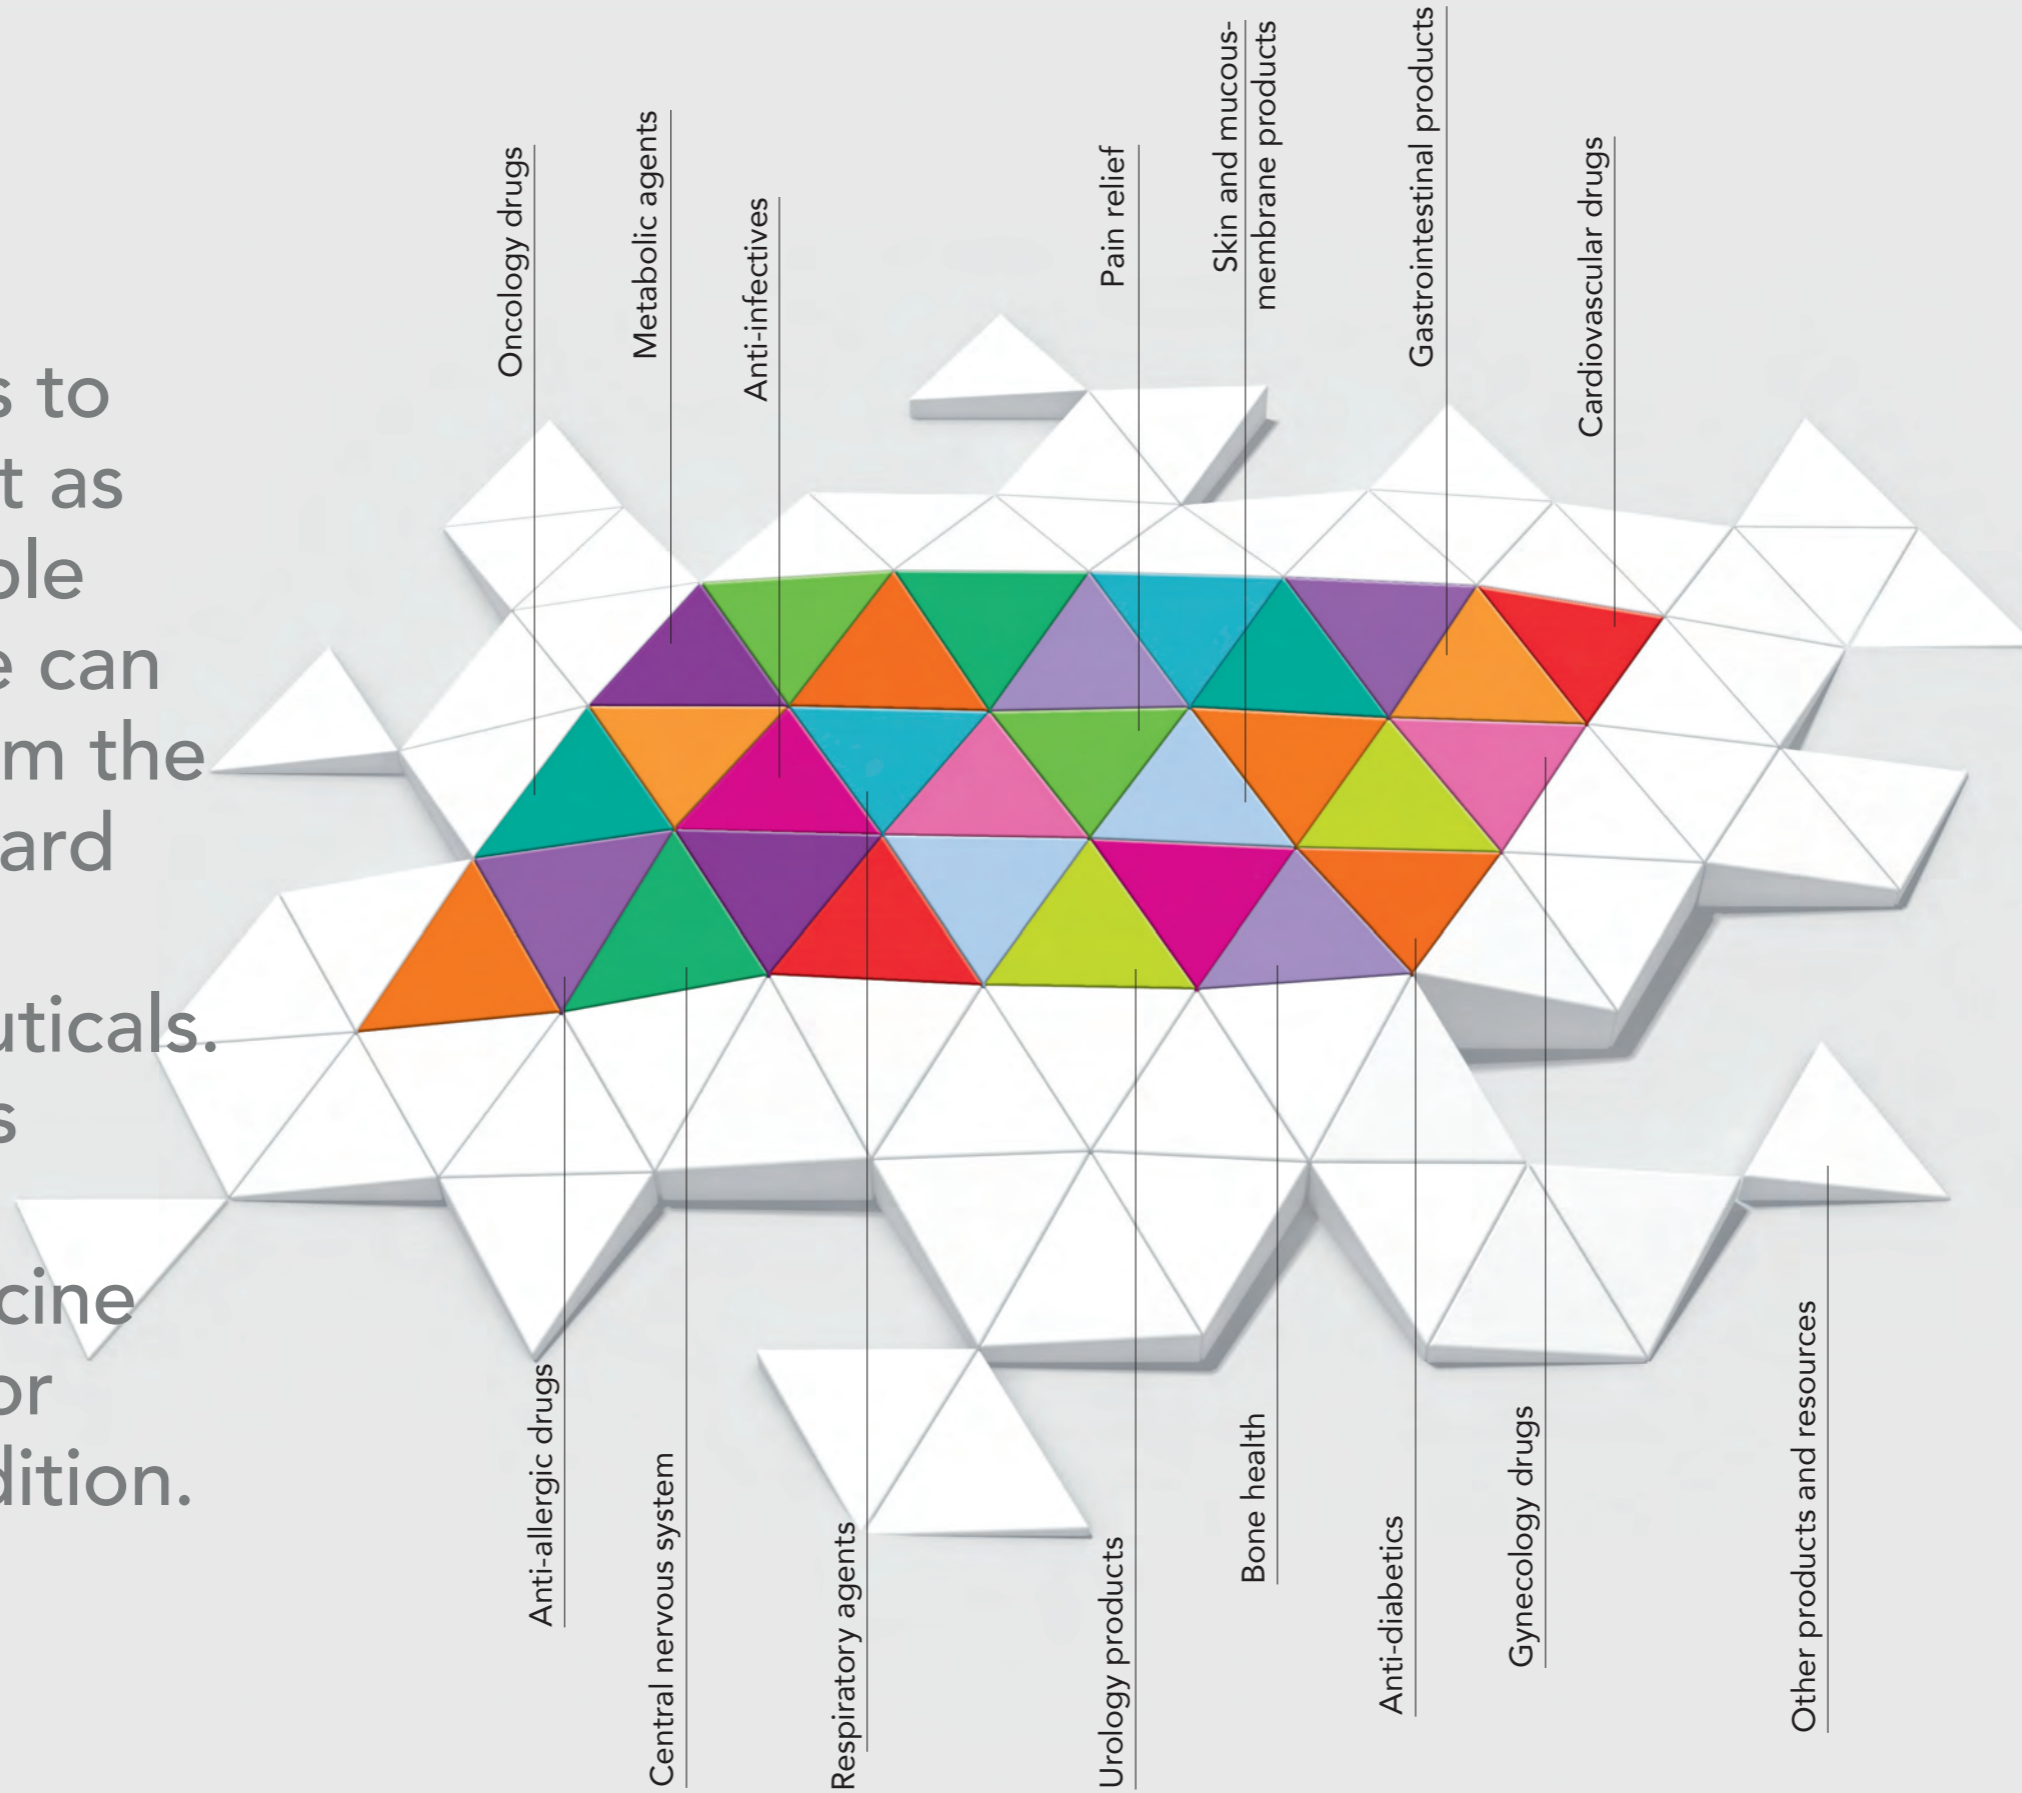 s to
t as
ple
e can
m the
ard
uticals.
s
cine
or
dition.
Oncology drugs
Metabolic agents
Anti-infectives
Pain relief
Skin and mucous-
membrane products
Gastrointestinal products
Cardiovascular drugs
Anti-allergic drugs
Central nervous system
Respiratory agents
Urology products
Bone health
Anti-diabetics
Gynecology drugs
Other products and resources